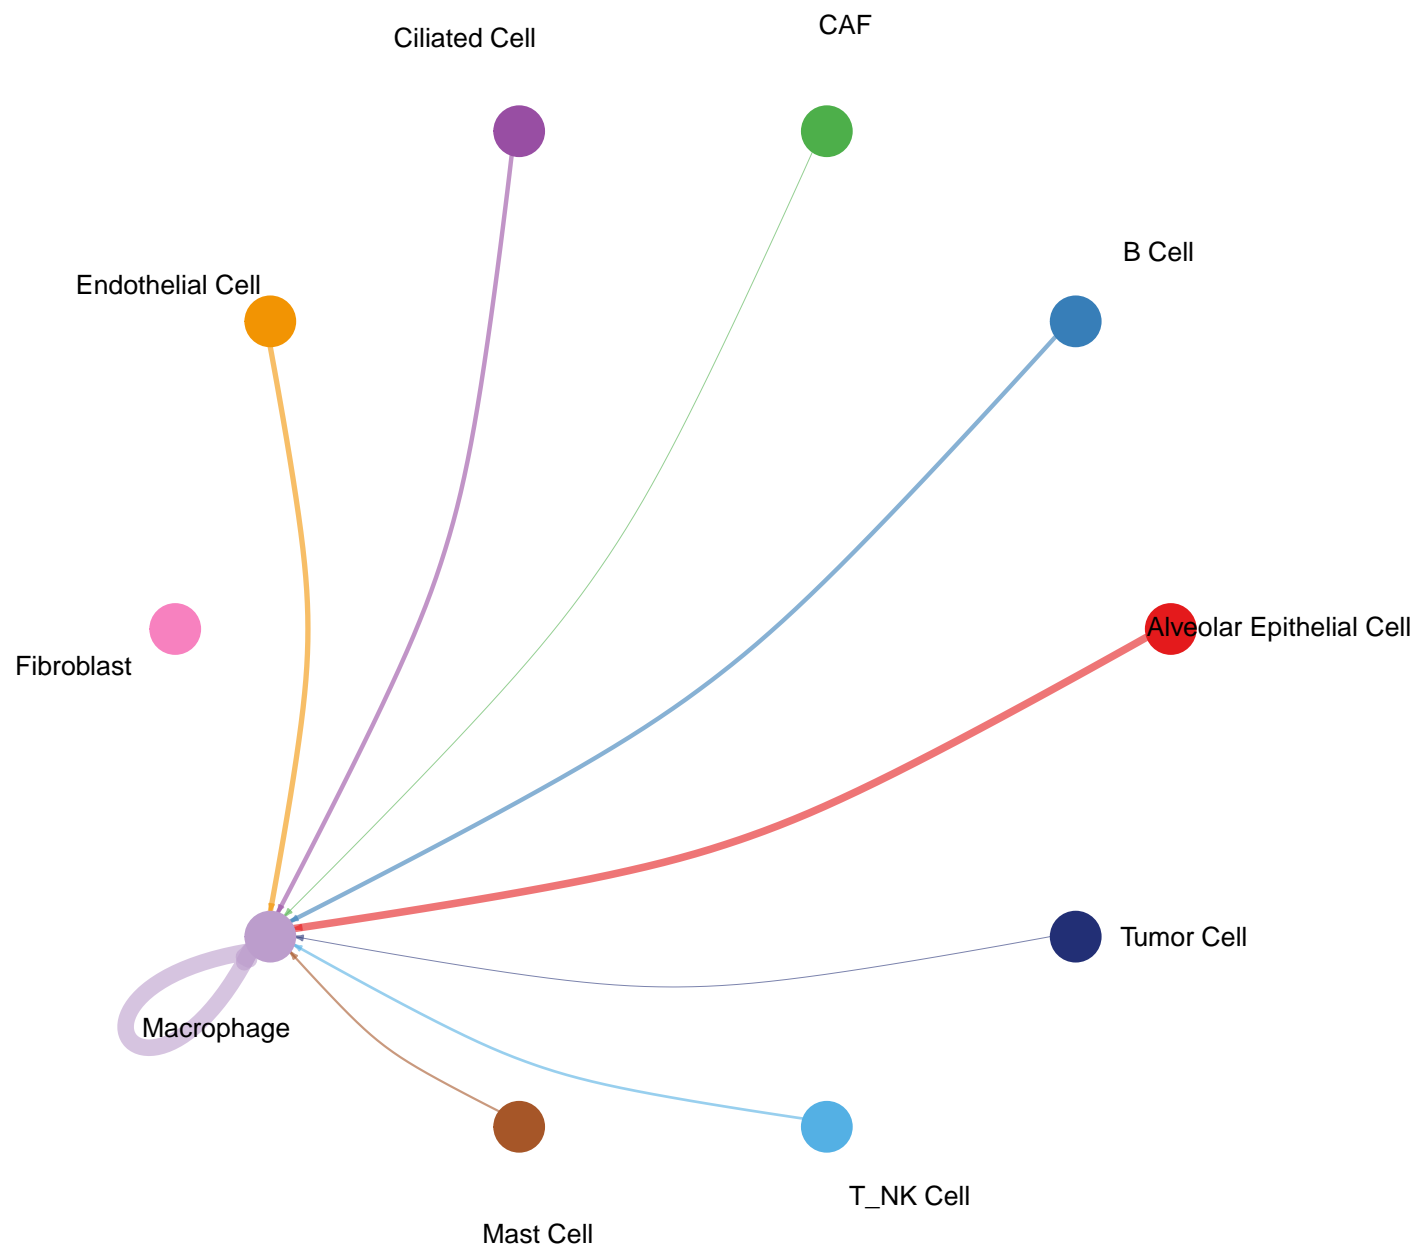 CAF
Ciliated Cell
B Cell
Endothelial Cell
Alveolar Epithelial Cell
Fibroblast
Tumor Cell
Macrophage
T_NK Cell
Mast Cell